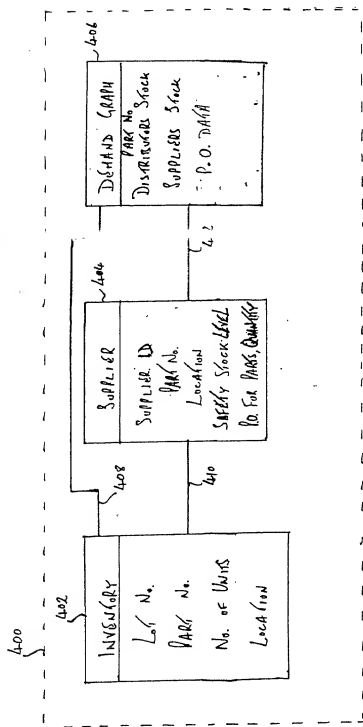 400
402
INVENTORY
LOT NO.
PART NO.
NO. OF UNITS
LOCATION
408
410
404
SUPPLIER
SUPPLIER ID
PART NO.
LOCATION
SAFETY STOCK LEVEL
P.O. FOR PARTS, QUANTITY
406
DEMAND GRAPH
PART NO
DISTRIBUTORS STOCK
SUPPLIERS STOCK
P.O. DATA